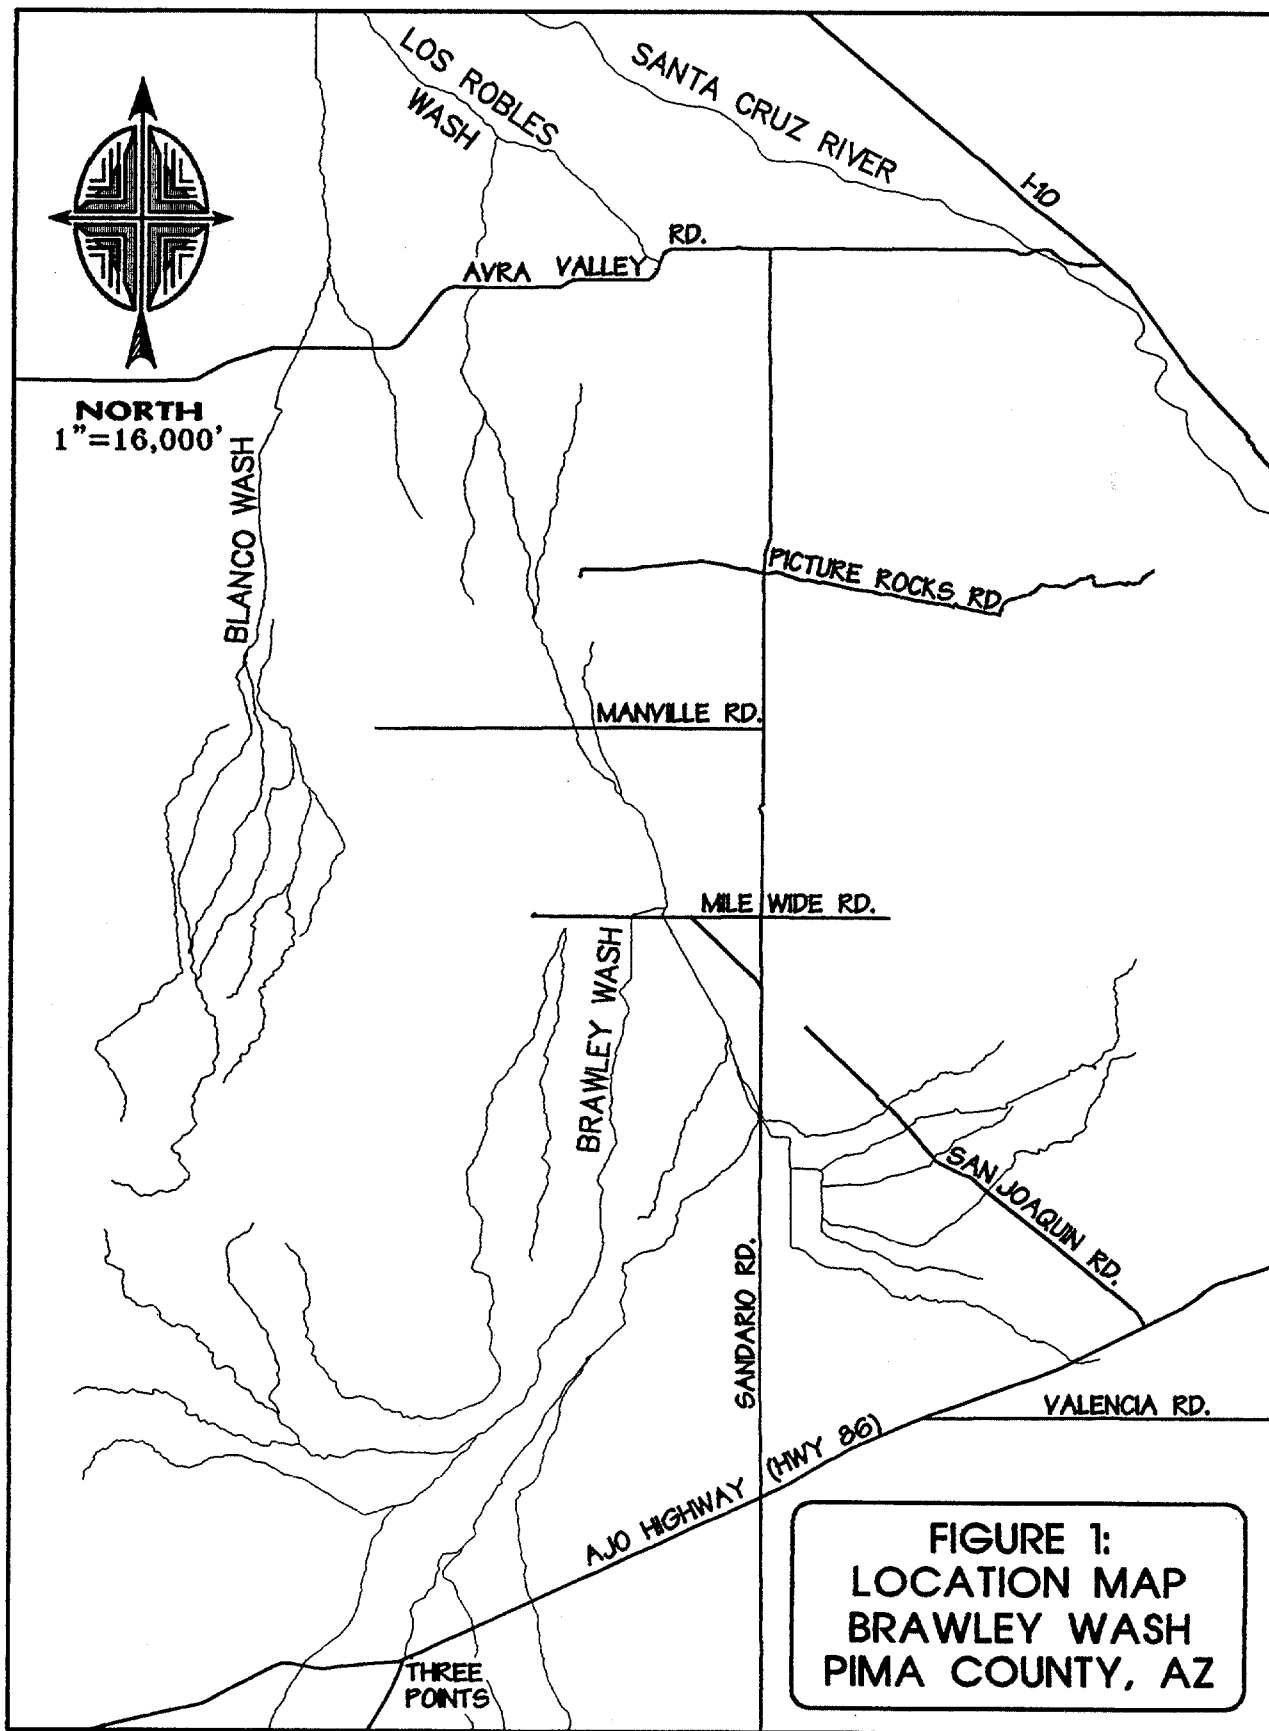 LOS ROBLES
WASH
SANTA CRUZ RIVER
I-10
RD.
AVRA VALLEY
NORTH
1"=16,000'
BLANCO WASH
PICTURE ROCKS RD
MANVILLE RD.
MILE WIDE RD.
BRAWLEY WASH
SAN JOAQUIN RD.
SANDARIO RD.
VALENCIA RD.
AJO HIGHWAY (HWY 86)
THREE
POINTS
FIGURE 1:
LOCATION MAP
BRAWLEY WASH
PIMA COUNTY, AZ